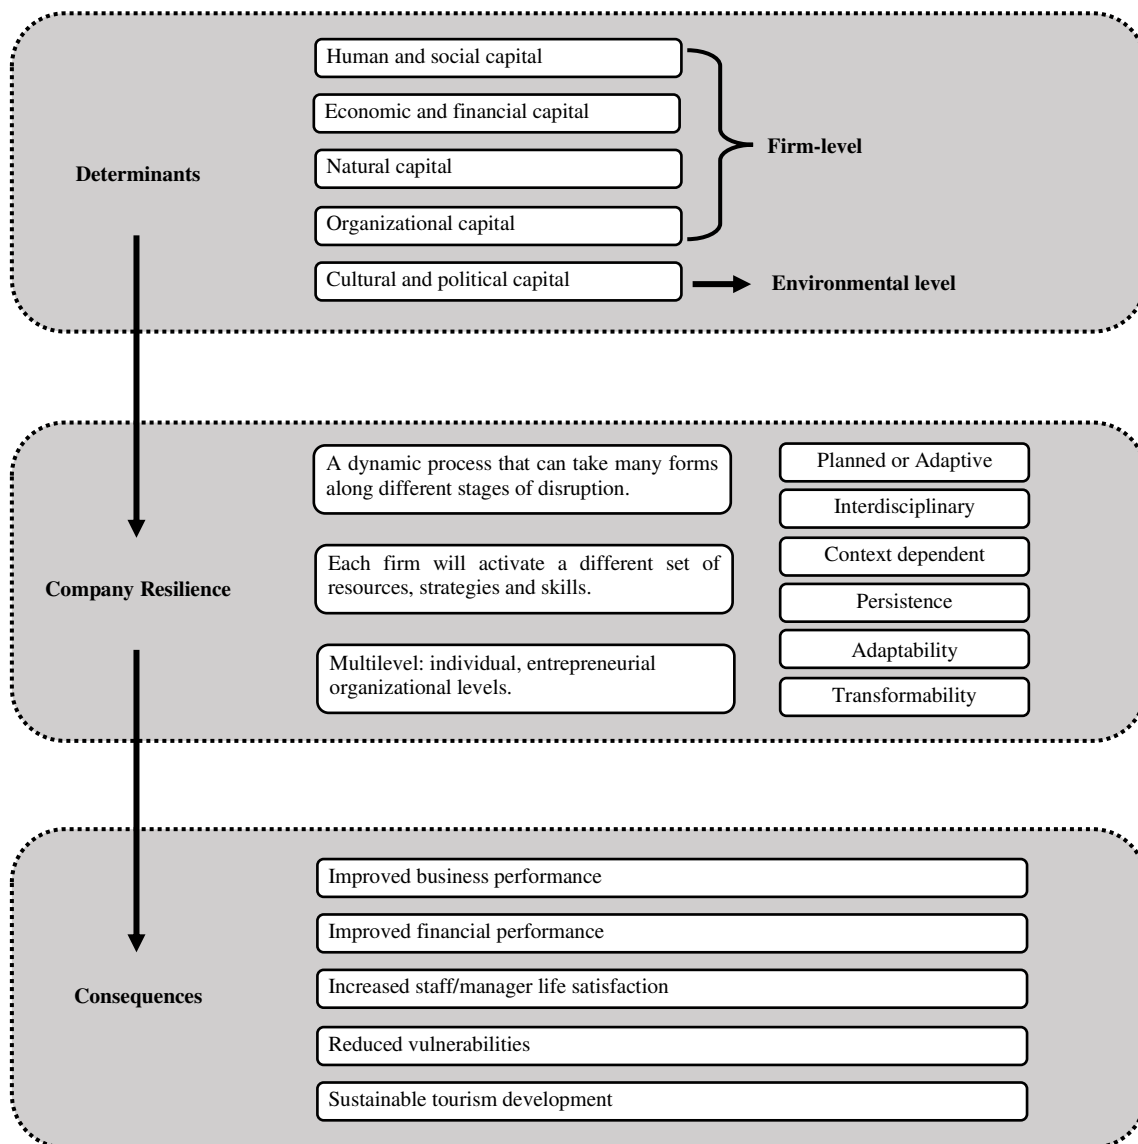 Determinants
Human and social capital
Economic and financial capital
Natural capital
Organizational capital
Cultural and political capital
Firm-level
Environmental level
Company Resilience
A dynamic process that can take many forms
along different stages of disruption.
Each firm will activate a different set of
resources, strategies and skills.
Multilevel: individual, entrepreneurial
organizational levels.
Planned or Adaptive
Interdisciplinary
Context dependent
Persistence
Adaptability
Transformability
Consequences
Improved business performance
Improved financial performance
Increased staff/manager life satisfaction
Reduced vulnerabilities
Sustainable tourism development